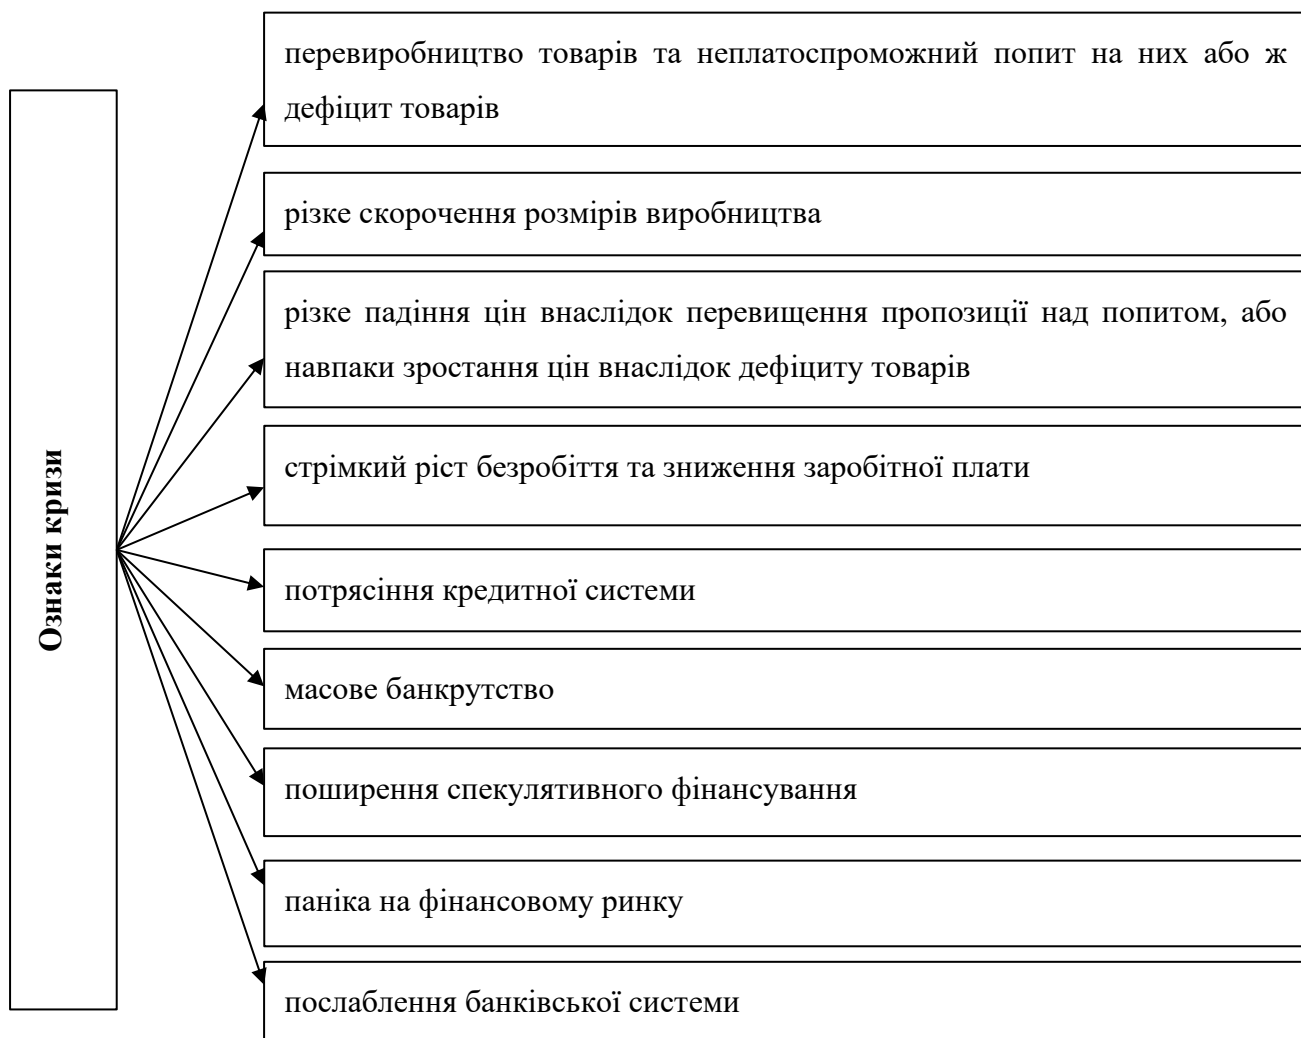 Ознаки кризи
перевиробництво товарів та неплатоспроможний попит на них або ж
дефіцит товарів
різке скорочення розмірів виробництва
різке падіння цін внаслідок перевищення пропозиції над попитом, або
навпаки зростання цін внаслідок дефіциту товарів
стрімкий ріст безробіття та зниження заробітної плати
потрясіння кредитної системи
масове банкрутство
поширення спекулятивного фінансування
паніка на фінансовому ринку
послаблення банківської системи